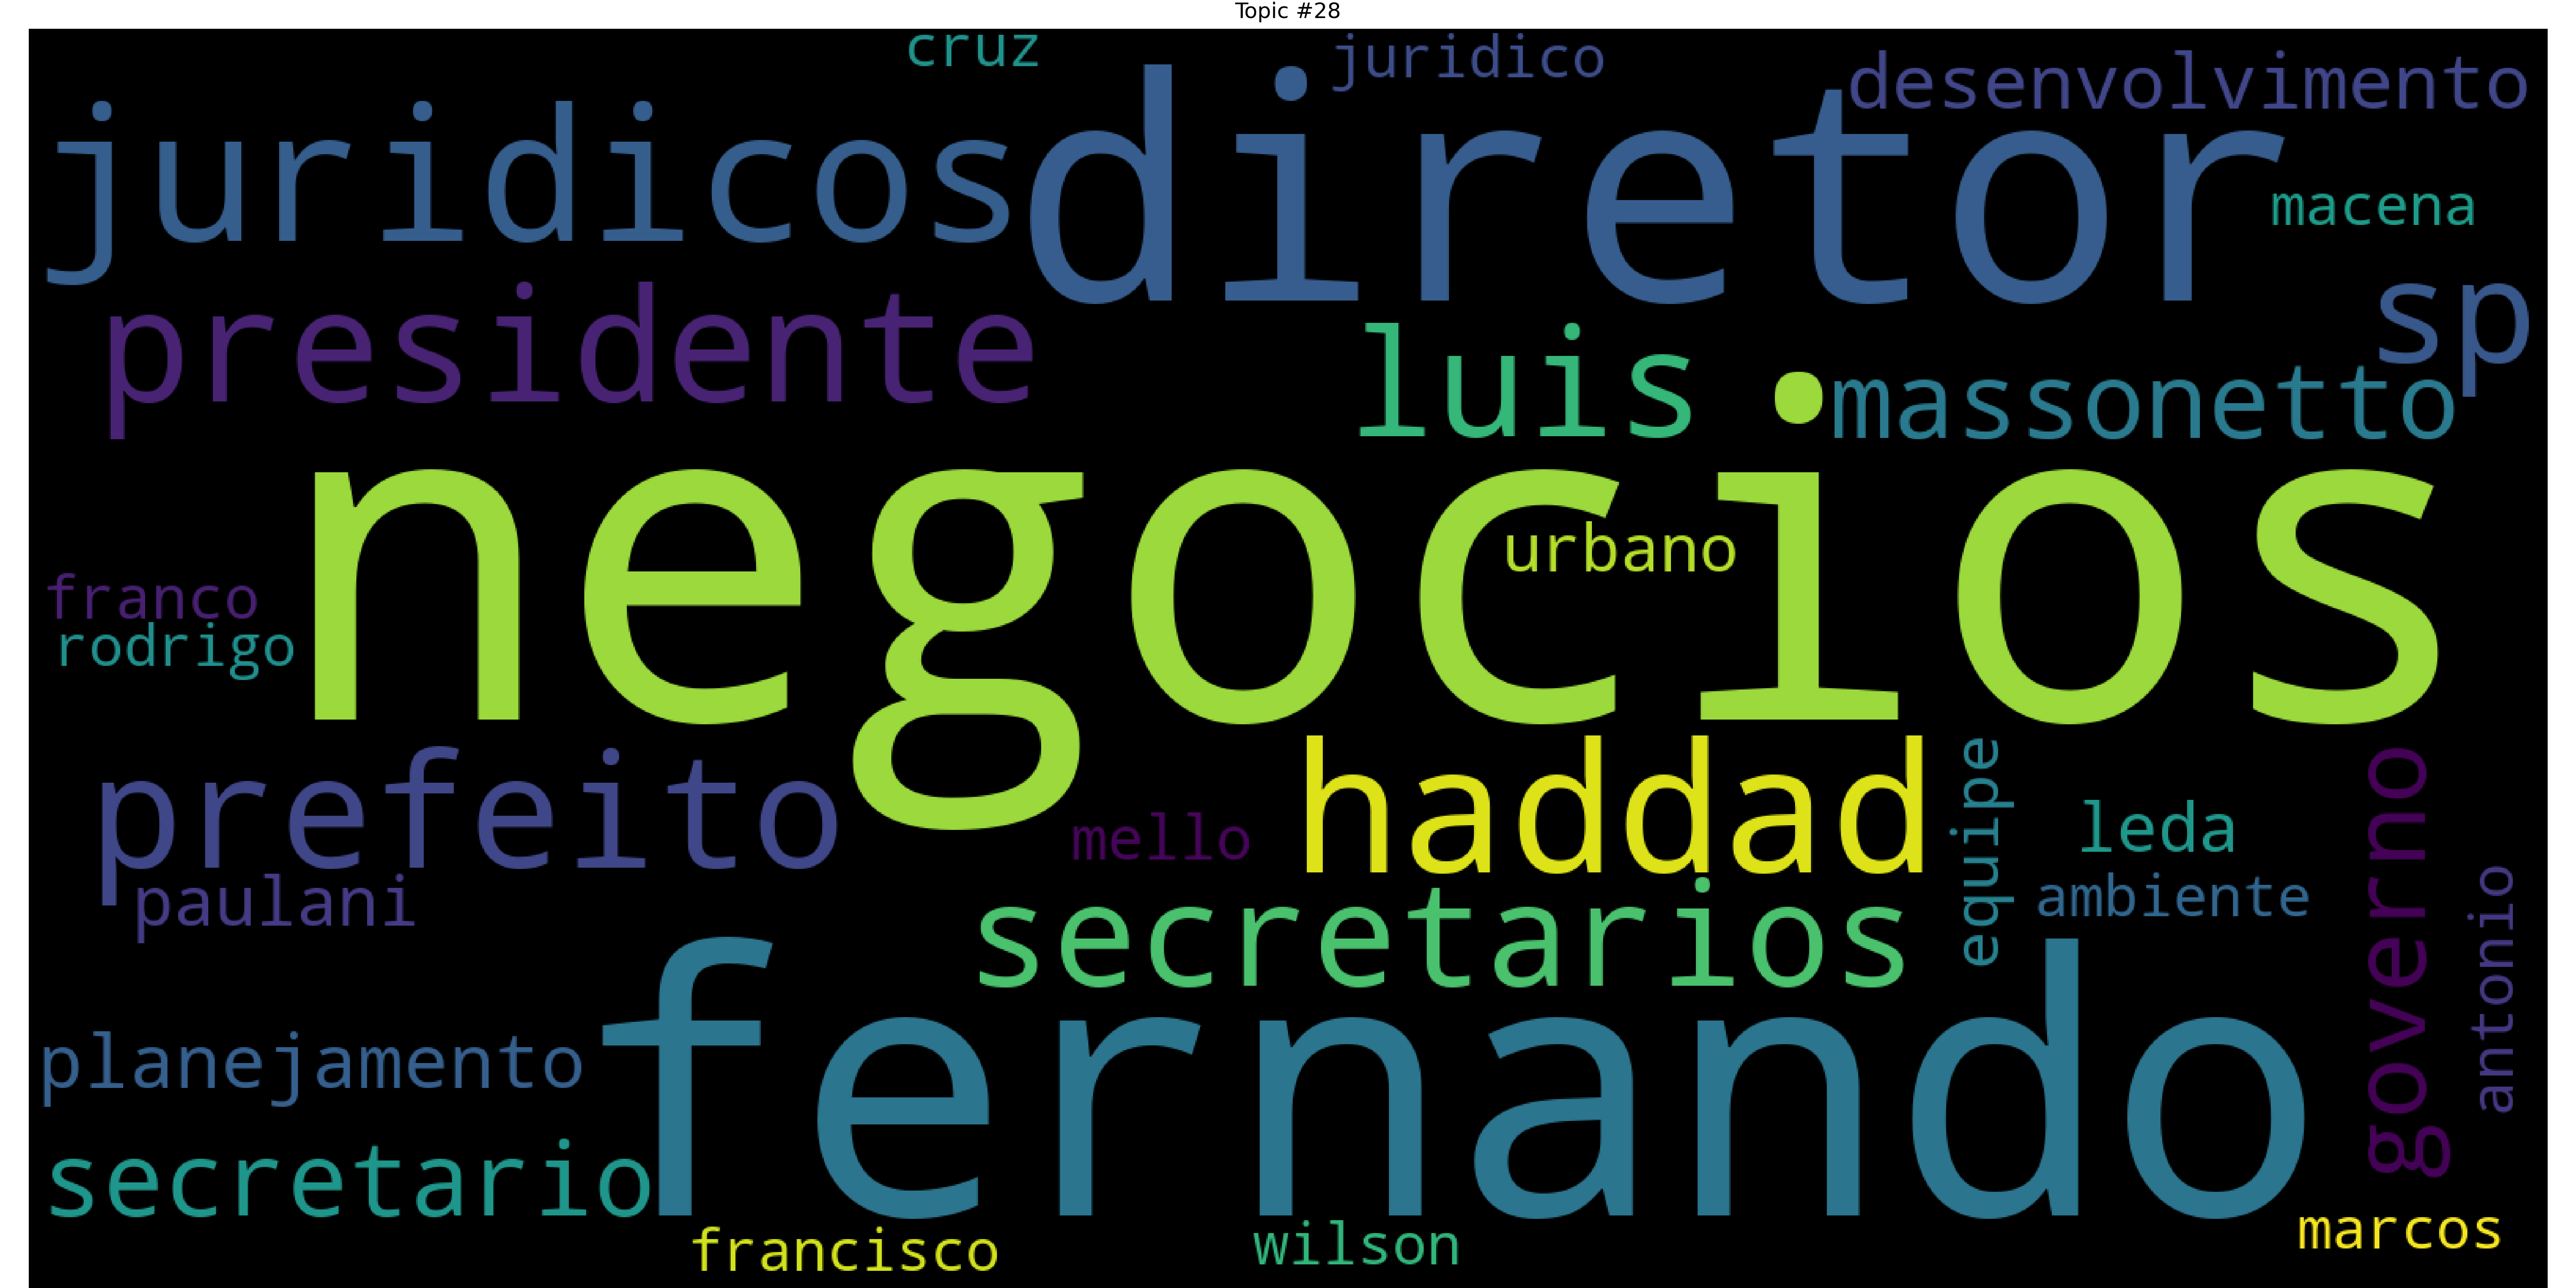 Topic #28
cruz
juridico
desenvolvimento
juridicos
diretor
macena
presidente
sp
luis
massonetto
negocios
urbano
franco
rodrigo
prefeito
haddad
mello
equipe
leda
governo
paulani
ambiente
antonio
secretarios
fernando
planejamento
secretario
francisco
wilson
marcos